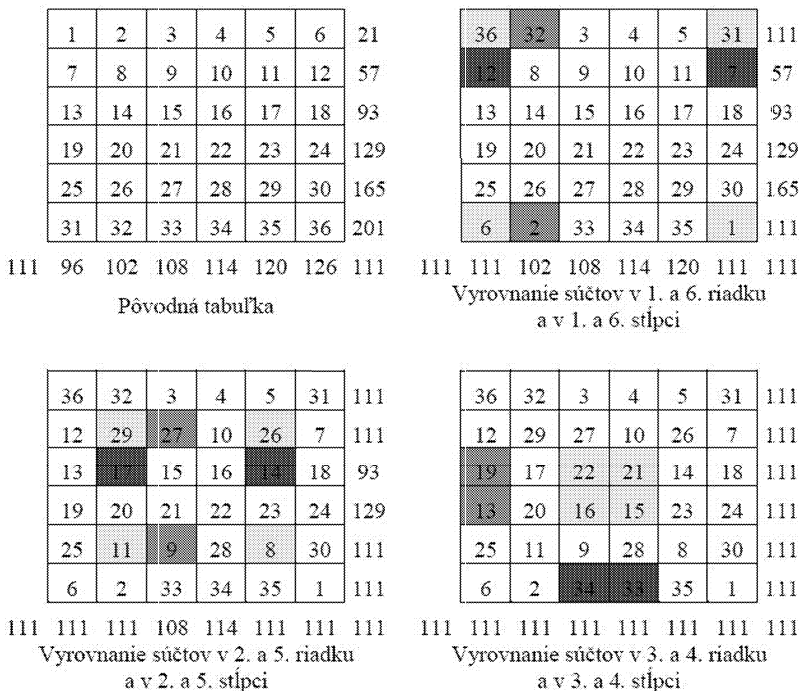 1 2 3 4 5 6 21
7 8 9 10 11 12 57
13 14 15 16 17 18 93
19 20 21 22 23 24 129
25 26 27 28 29 30 165
31 32 33 34 35 36 201
111 96 102 108 114 120 126 111
Pôvodná tabuľka
36 32 3 4 5 31 111
12 8 9 10 11 7 57
13 14 15 16 17 18 93
19 20 21 22 23 24 129
25 26 27 28 29 30 165
6 2 33 34 35 1 111
111 111 102 108 114 120 111 111
Vyrovnanie súčtov v 1. a 6. riadku
a v 1. a 6. stĺpci
36 32 3 4 5 31 111
12 29 27 10 26 7 111
13 17 15 16 14 18 93
19 20 21 22 23 24 129
25 11 9 28 8 30 111
6 2 33 34 35 1 111
111 111 111 108 114 111 111 111
Vyrovnanie súčtov v 2. a 5. riadku
a v 2. a 5. stĺpci
36 32 3 4 5 31 111
12 29 27 10 26 7 111
19 17 22 21 14 18 111
13 20 16 15 23 24 111
25 11 9 28 8 30 111
6 2 34 33 35 1 111
111 111 111 111 111 111 111 111
Vyrovnanie súčtov v 3. a 4. riadku
a v 3. a 4. stĺpci